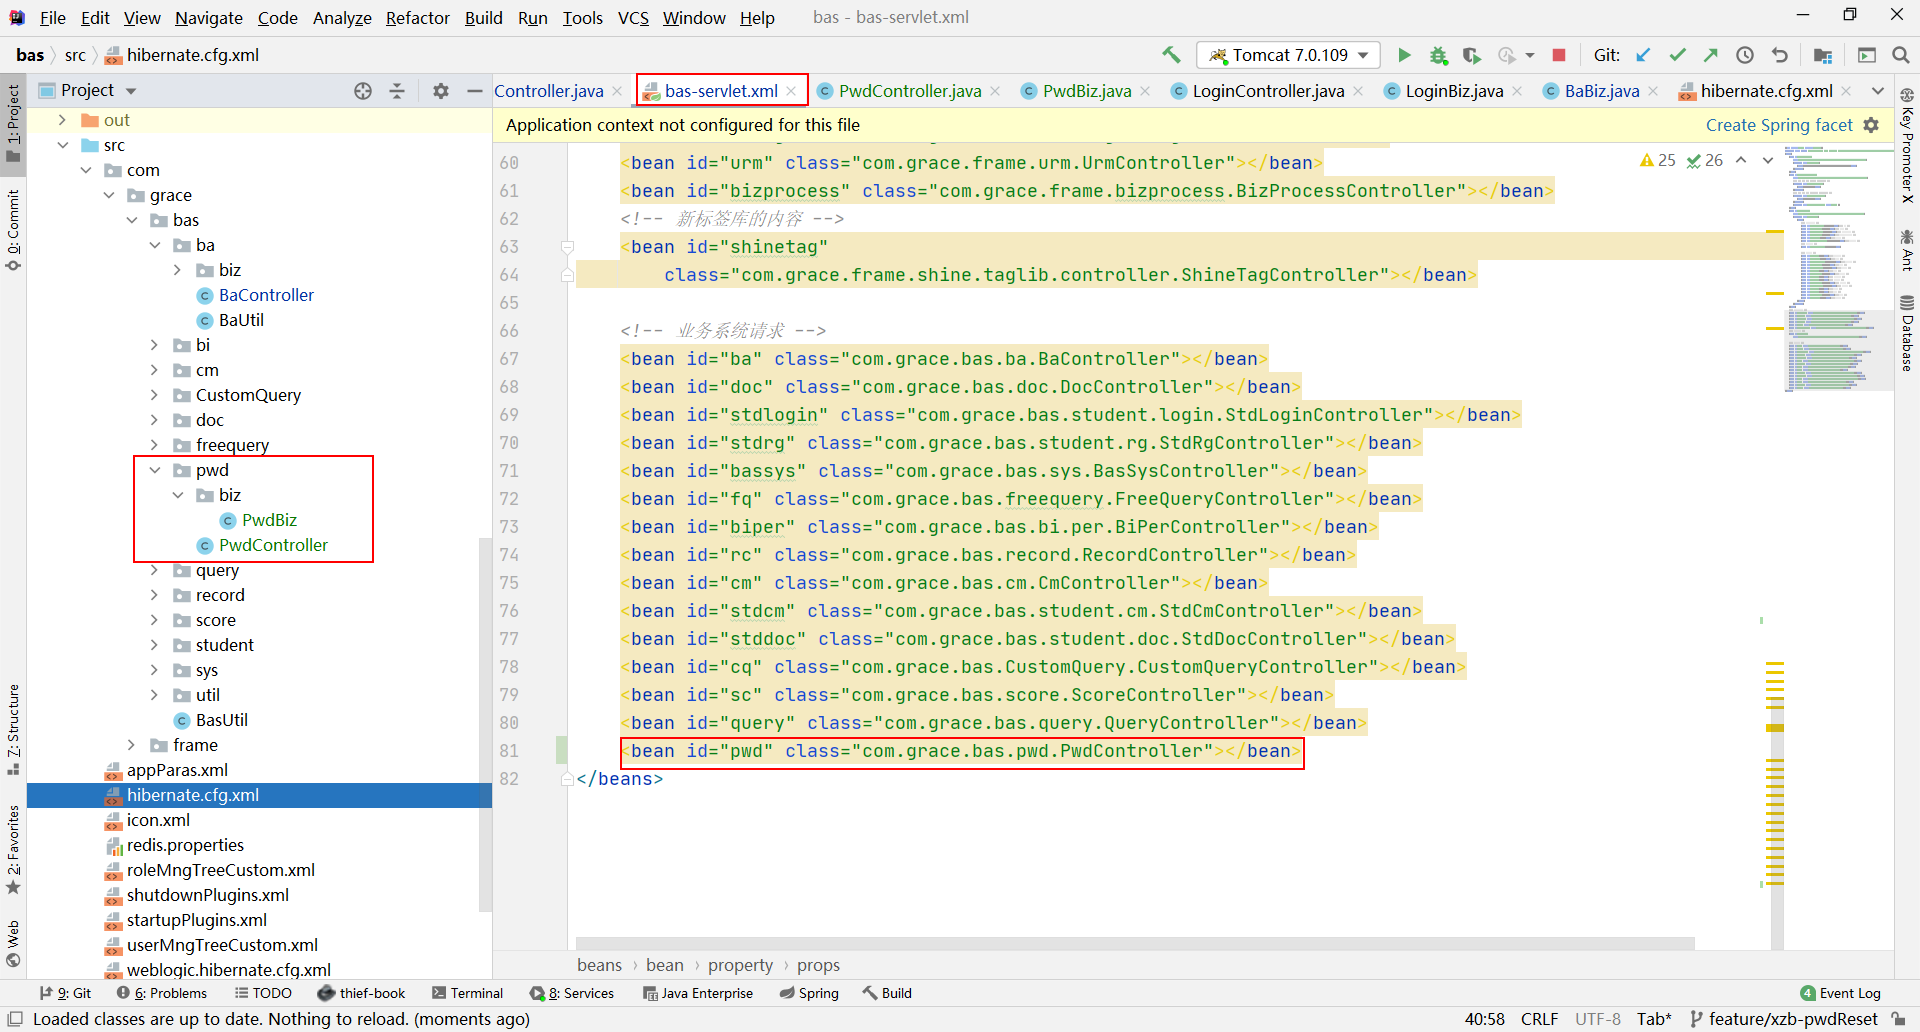 File Edit View Navigate Code Analyze Refactor Build Run Tools VCS Window Help bas - bas-servlet.xml
bas src hibernate.cfg.xml Tomcat 7.0.109 Git:
Project Controller.java bas-servlet.xml PwdController.java PwdBiz.java LoginController.java LoginBiz.java BaBiz.java hibernate.cfg.xml
Application context not configured for this file Create Spring facet
25 26
1: Project
0: Commit
7: Structure
2: Favorites
Web
out
src
com
grace
bas
ba
biz
BaController
BaUtil
bi
cm
CustomQuery
doc
freequery
pwd
biz
PwdBiz
PwdController
query
record
score
student
sys
util
BasUtil
frame
appParas.xml
hibernate.cfg.xml
icon.xml
redis.properties
roleMngTreeCustom.xml
shutdownPlugins.xml
startupPlugins.xml
userMngTreeCustom.xml
weblogic.hibernate.cfg.xml
60 <bean id="urm" class="com.grace.frame.urm.UrmController"></bean>
61 <bean id="bizprocess" class="com.grace.frame.bizprocess.BizProcessController"></bean>
62 <!-- 新标签库的内容 -->
63 <bean id="shinetag"
64 class="com.grace.frame.shine.taglib.controller.ShineTagController"></bean>
65
66 <!-- 业务系统请求 -->
67 <bean id="ba" class="com.grace.bas.ba.BaController"></bean>
68 <bean id="doc" class="com.grace.bas.doc.DocController"></bean>
69 <bean id="stdlogin" class="com.grace.bas.student.login.StdLoginController"></bean>
70 <bean id="stdrg" class="com.grace.bas.student.rg.StdRgController"></bean>
71 <bean id="bassys" class="com.grace.bas.sys.BasSysController"></bean>
72 <bean id="fq" class="com.grace.bas.freequery.FreeQueryController"></bean>
73 <bean id="biper" class="com.grace.bas.bi.per.BiPerController"></bean>
74 <bean id="rc" class="com.grace.bas.record.RecordController"></bean>
75 <bean id="cm" class="com.grace.bas.cm.CmController"></bean>
76 <bean id="stdcm" class="com.grace.bas.student.cm.StdCmController"></bean>
77 <bean id="stddoc" class="com.grace.bas.student.doc.StdDocController"></bean>
78 <bean id="cq" class="com.grace.bas.CustomQuery.CustomQueryController"></bean>
79 <bean id="sc" class="com.grace.bas.score.ScoreController"></bean>
80 <bean id="query" class="com.grace.bas.query.QueryController"></bean>
81 <bean id="pwd" class="com.grace.bas.pwd.PwdController"></bean>
82 </beans>
Key Promoter X
Ant
Database
beans › bean › property › props
9: Git 6: Problems TODO thief-book Terminal 8: Services Java Enterprise Spring Build 4 Event Log
Loaded classes are up to date. Nothing to reload. (moments ago) 40:58 CRLF UTF-8 Tab* feature/xzb-pwdReset